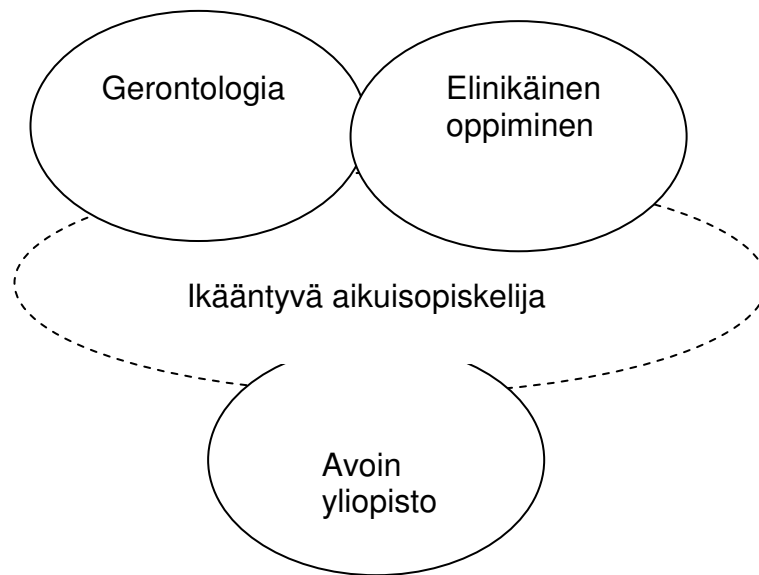 Gerontologia
Elinikäinen
oppiminen
Ikääntyvä aikuisopiskelija
Avoin
yliopisto